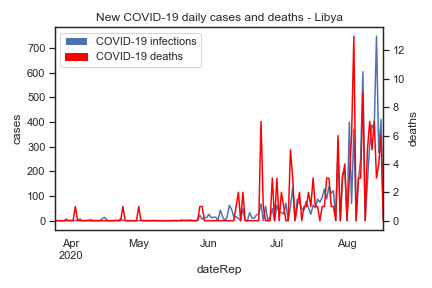 New COVID-19 daily cases and deaths - Libya
COVID-19 infections
COVID-19 deaths
700
600
500
400
300
200
100
0
cases
12
10
8
6
4
2
0
deaths
Apr May Jun Jul Aug
2020
dateRep